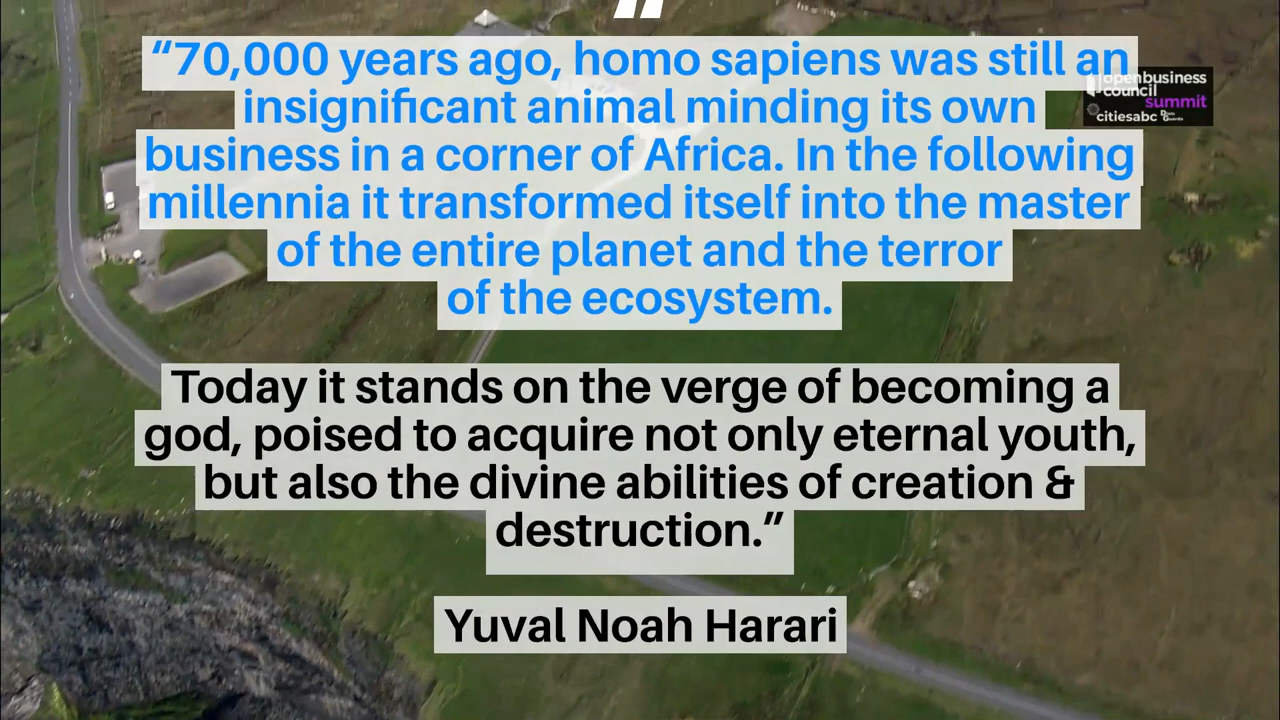 "
“70,000 years ago, homo sapiens was still an
insignificant animal minding its own
business in a corner of Africa. In the following
millennia it transformed itself into the master
of the entire planet and the terror
of the ecosystem.
Today it stands on the verge of becoming a
god, poised to acquire not only eternal youth,
but also the divine abilities of creation &
destruction.”
Yuval Noah Harari
openbusiness
council
summit
citiesabc